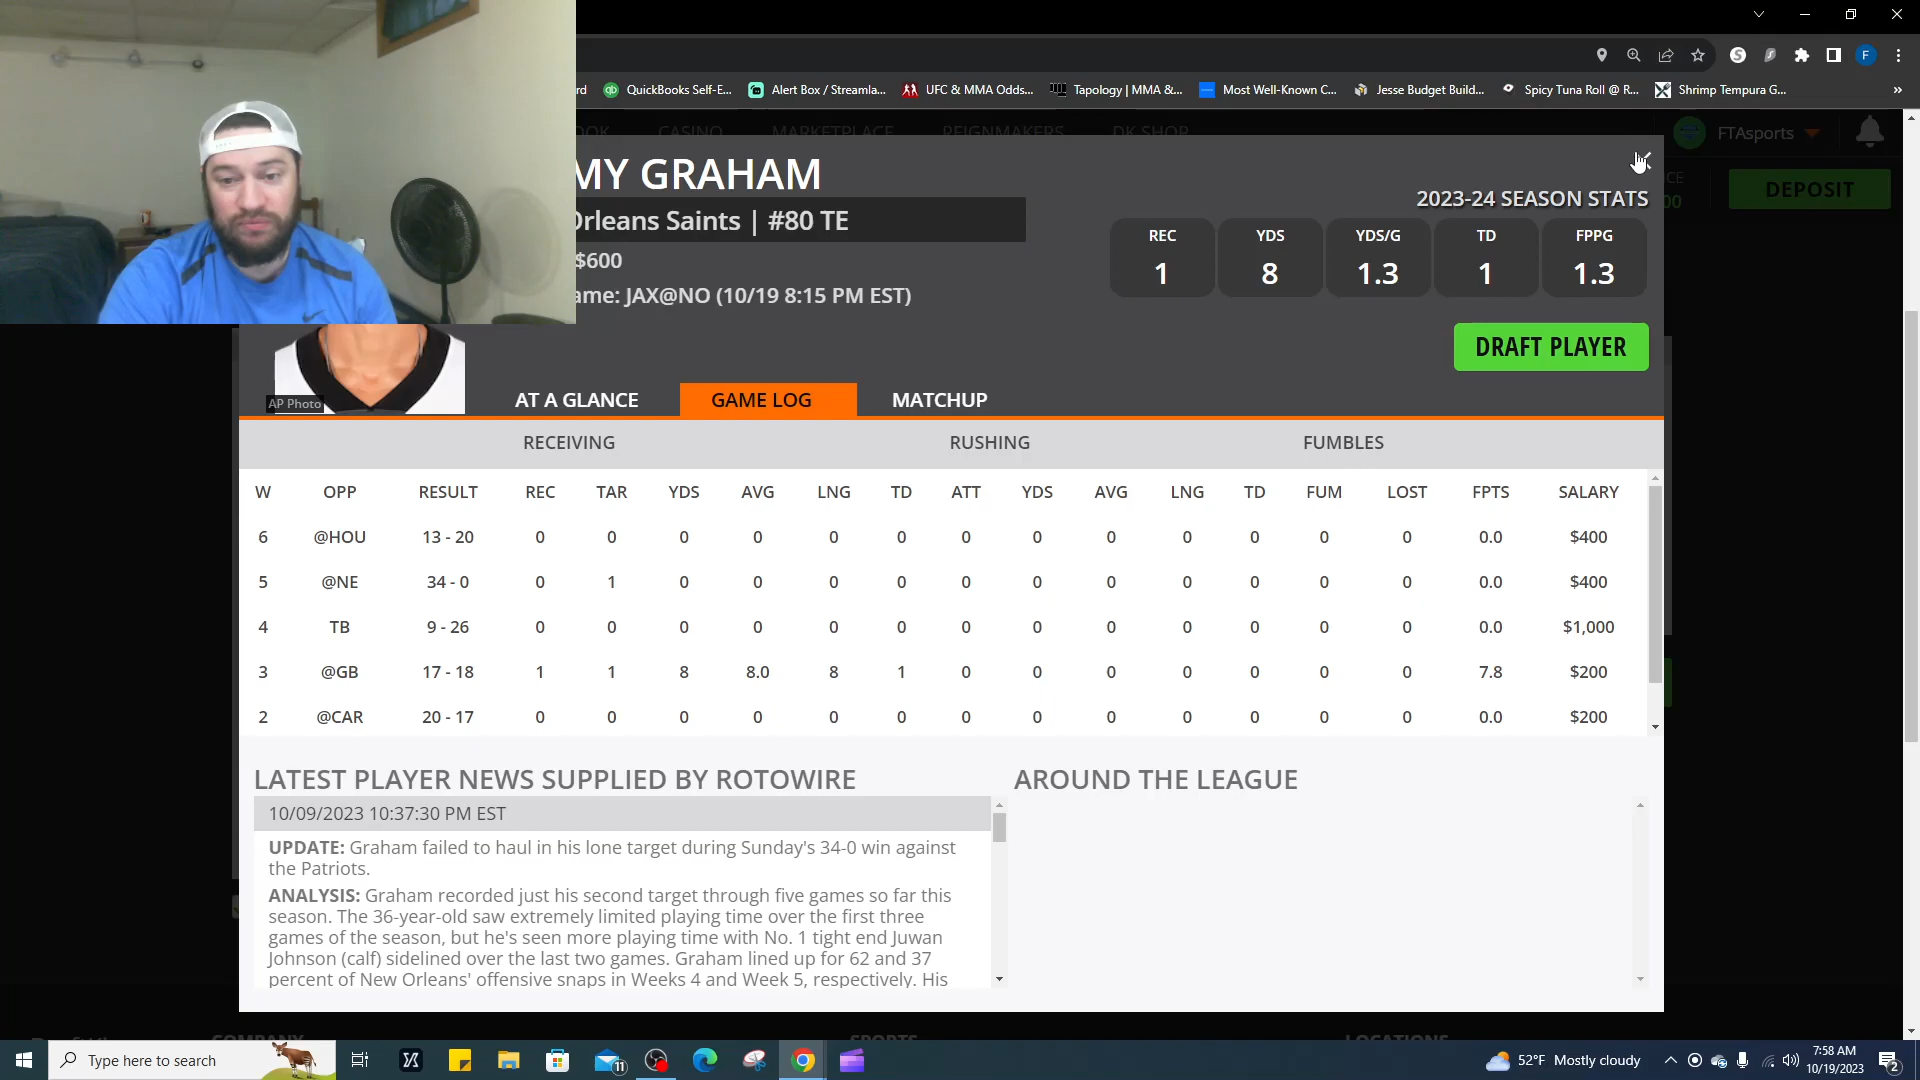 rd QuickBooks Self-E... Alert Box / Streamla... UFC & MMA Odds... Tapology | MMA &... Most Well-Known C... Jesse Budget Build... Spicy Tuna Roll @ R... Shrimp Tempura G... »
CASINO MARKETPLACE REIGNMAKERS DK SHOP
FTAsports
DEPOSIT
MY GRAHAM
Orleans Saints | #80 TE
$600
ame: JAX@NO (10/19 8:15 PM EST)
2023-24 SEASON STATS
REC YDS YDS/G TD FPPG
1 8 1.3 1 1.3
DRAFT PLAYER
AP Photo
AT A GLANCE GAME LOG MATCHUP
RECEIVING RUSHING FUMBLES
W OPP RESULT REC TAR YDS AVG LNG TD ATT YDS AVG LNG TD FUM LOST FPTS SALARY
6 @HOU 13 - 20 0 0 0 0 0 0 0 0 0 0 0 0 0 0.0 $400
5 @NE 34 - 0 0 1 0 0 0 0 0 0 0 0 0 0 0 0.0 $400
4 TB 9 - 26 0 0 0 0 0 0 0 0 0 0 0 0 0 0.0 $1,000
3 @GB 17 - 18 1 1 8 8.0 8 1 0 0 0 0 0 0 0 7.8 $200
2 @CAR 20 - 17 0 0 0 0 0 0 0 0 0 0 0 0 0 0.0 $200
LATEST PLAYER NEWS SUPPLIED BY ROTOWIRE
10/09/2023 10:37:30 PM EST
UPDATE: Graham failed to haul in his lone target during Sunday's 34-0 win against
the Patriots.
ANALYSIS: Graham recorded just his second target through five games so far this
season. The 36-year-old saw extremely limited playing time over the first three
games of the season, but he's seen more playing time with No. 1 tight end Juwan
Johnson (calf) sidelined over the last two games. Graham lined up for 62 and 37
percent of New Orleans' offensive snaps in Weeks 4 and Week 5, respectively. His
AROUND THE LEAGUE
COMPANY SPORTS LOCATIONS
Type here to search
11
52°F Mostly cloudy
7:58 AM
10/19/2023
2